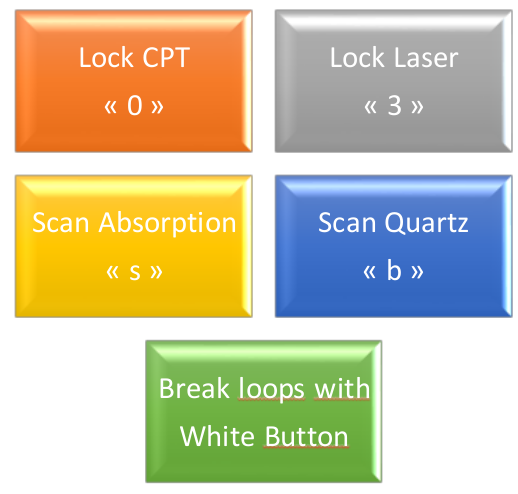 Lock CPT
« 0 »
Lock Laser
« 3 »
Scan Absorption
« s »
Scan Quartz
« b »
Break loops with
White Button